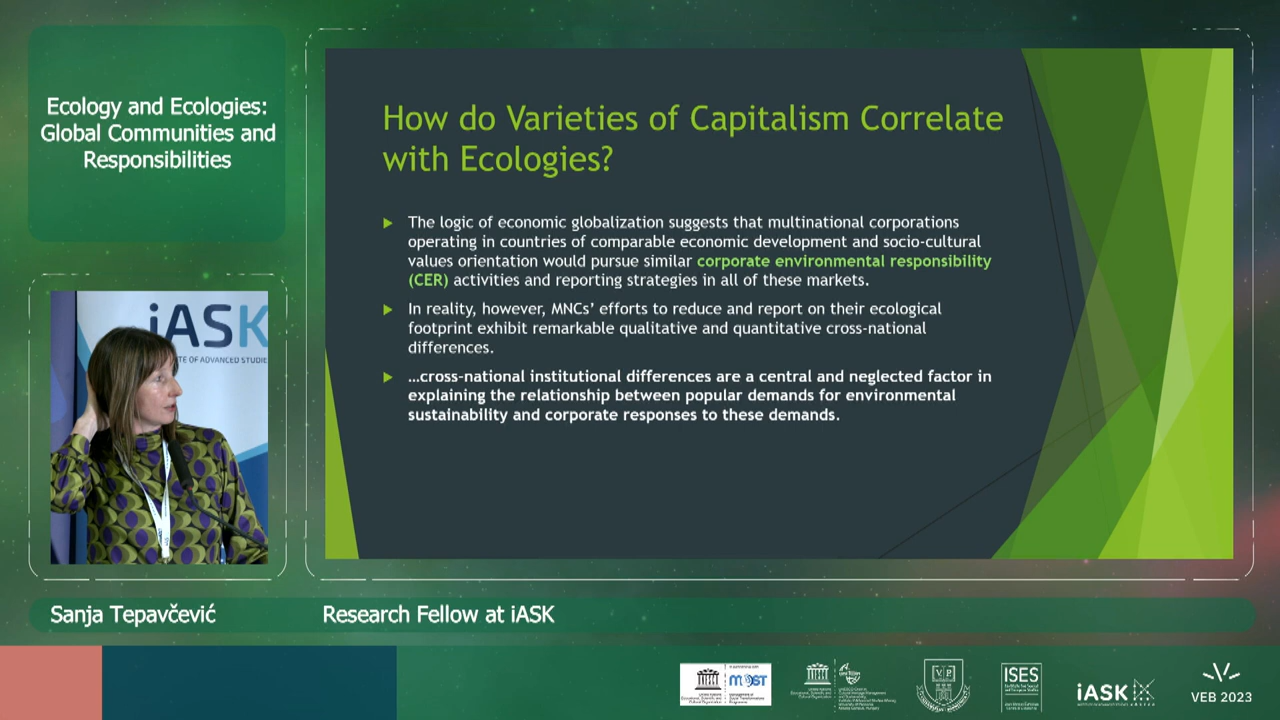 Ecology and Ecologies:
Global Communities and
Responsibilities
How do Varieties of Capitalism Correlate
with Ecologies?
The logic of economic globalization suggests that multinational corporations
operating in countries of comparable economic development and socio-cultural
values orientation would pursue similar corporate environmental responsibility
(CER) activities and reporting strategies in all of these markets.
In reality, however, MNCs’ efforts to reduce and report on their ecological
footprint exhibit remarkable qualitative and quantitative cross-national
differences.
…cross-national institutional differences are a central and neglected factor in
explaining the relationship between popular demands for environmental
sustainability and corporate responses to these demands.
iASK
TE OF ADVANCED STUDIE
Sanja Tepavčević
Research Fellow at iASK
MOST
ISES
iASK
VEB 2023